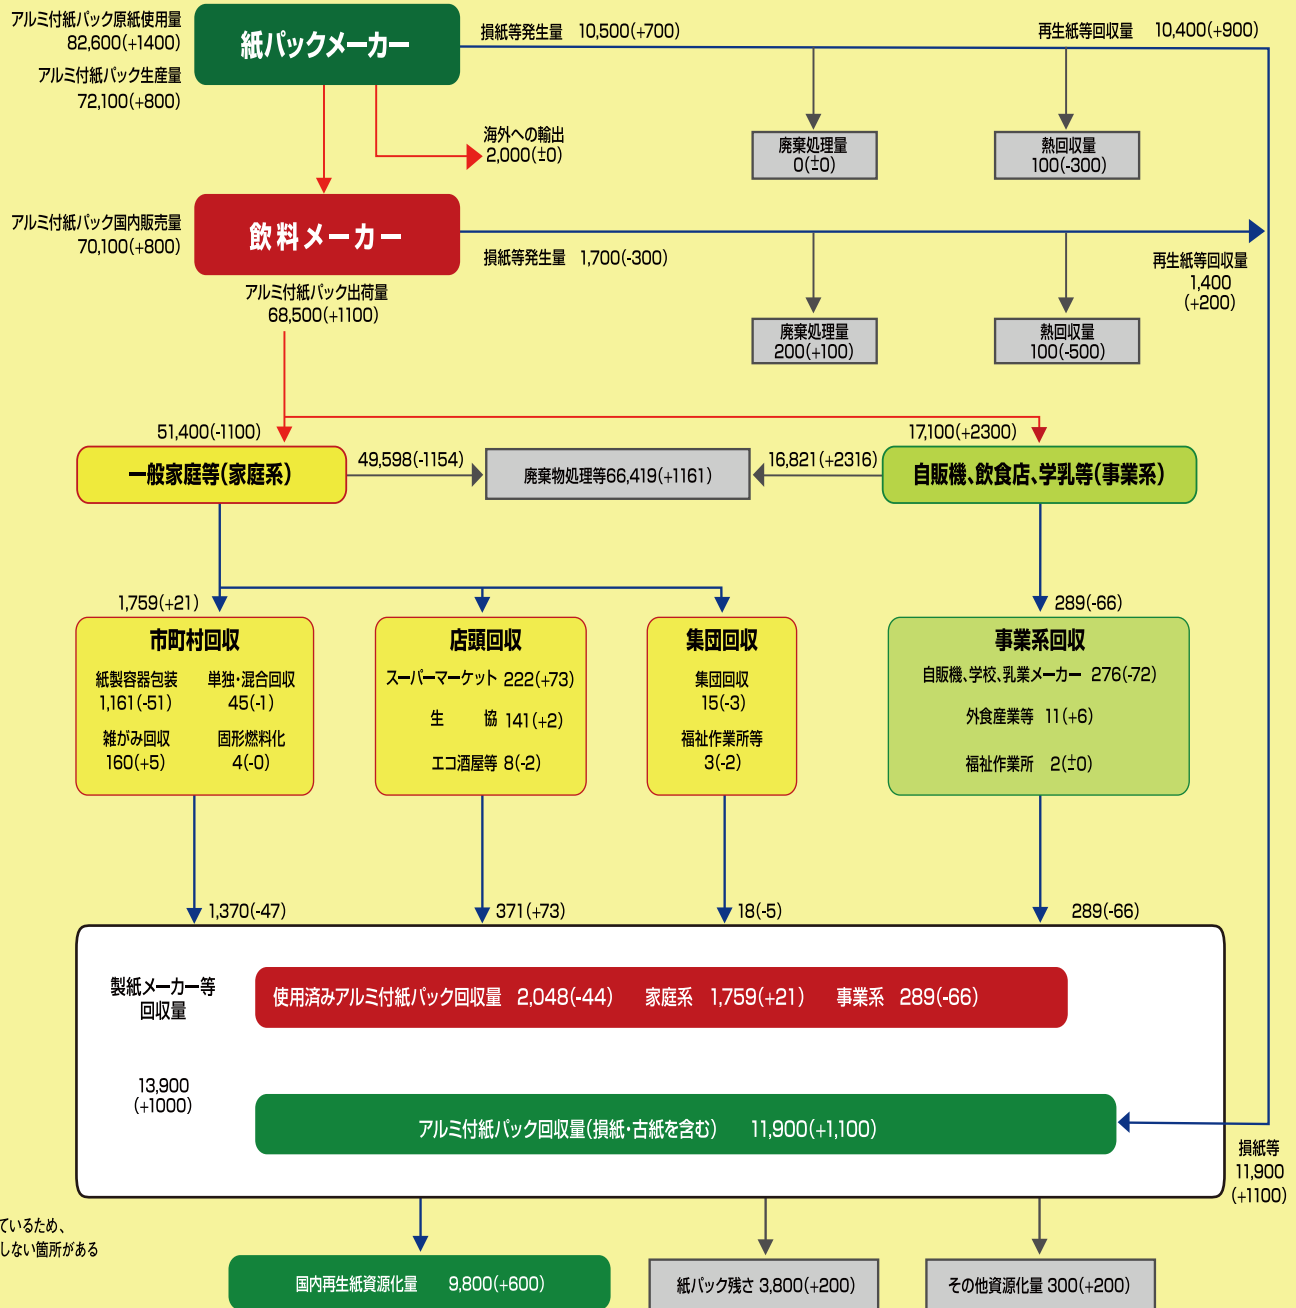 アルミ付紙パック原紙使用量
82,600(+1400)
アルミ付紙パック生産量
72,100(+800)
紙パックメーカー
損紙等発生量 10,500(+700)
再生紙等回収量 10,400(+900)
海外への輸出
2,000(±0)
廃棄処理量
0(±0)
熱回収量
100(-300)
アルミ付紙パック国内販売量
70,100(+800)
飲料メーカー
損紙等発生量 1,700(-300)
再生紙等回収量
1,400
(+200)
アルミ付紙パック出荷量
68,500(+1100)
廃棄処理量
200(+100)
熱回収量
100(-500)
51,400(-1100)
17,100(+2300)
一般家庭等(家庭系)
49,598(-1154)
廃棄物処理等66,419(+1161)
16,821(+2316)
自販機、飲食店、学乳等(事業系)
1,759(+21)
289(-66)
市町村回収
紙製容器包装
1,161(-51)
単独・混合回収
45(-1)
雑がみ回収
160(+5)
固形燃料化
4(-0)
店頭回収
スーパーマーケット 222(+73)
生 協 141(+2)
エコ酒屋等 8(-2)
集団回収
集団回収
15(-3)
福祉作業所等
3(-2)
事業系回収
自販機、学校、乳業メーカー 276(-72)
外食産業等 11(+6)
福祉作業所 2(±0)
1,370(-47)
371(+73)
18(-5)
289(-66)
製紙メーカー等
回収量
13,900
(+1000)
使用済みアルミ付紙パック回収量 2,048(-44) 家庭系 1,759(+21) 事業系 289(-66)
アルミ付紙パック回収量(損紙・古紙を含む) 11,900(+1,100)
損紙等
11,900
(+1100)
ているため、
しない箇所がある
国内再生紙資源化量 9,800(+600)
紙パック残さ 3,800(+200)
その他資源化量 300(+200)